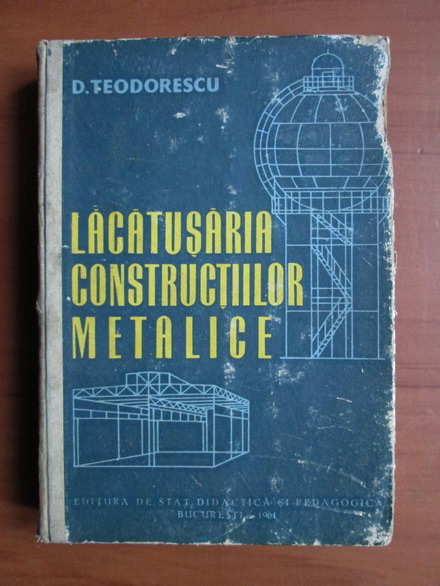 D. TEODORESCU
LĂCĂTUȘĂRIA
CONSTRUCȚIILOR
METALICE
EDITURA DE STAT DIDACTICĂ ȘI PEDAGOGICĂ
BUCUREȘTI - 1961